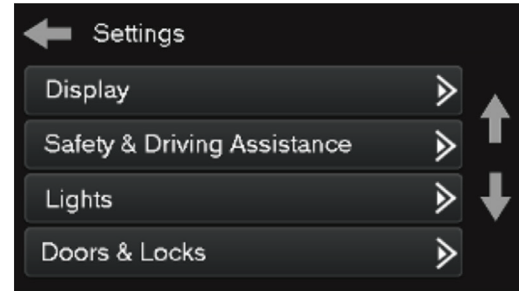 Settings
Display
Safety & Driving Assistance
Lights
Doors & Locks